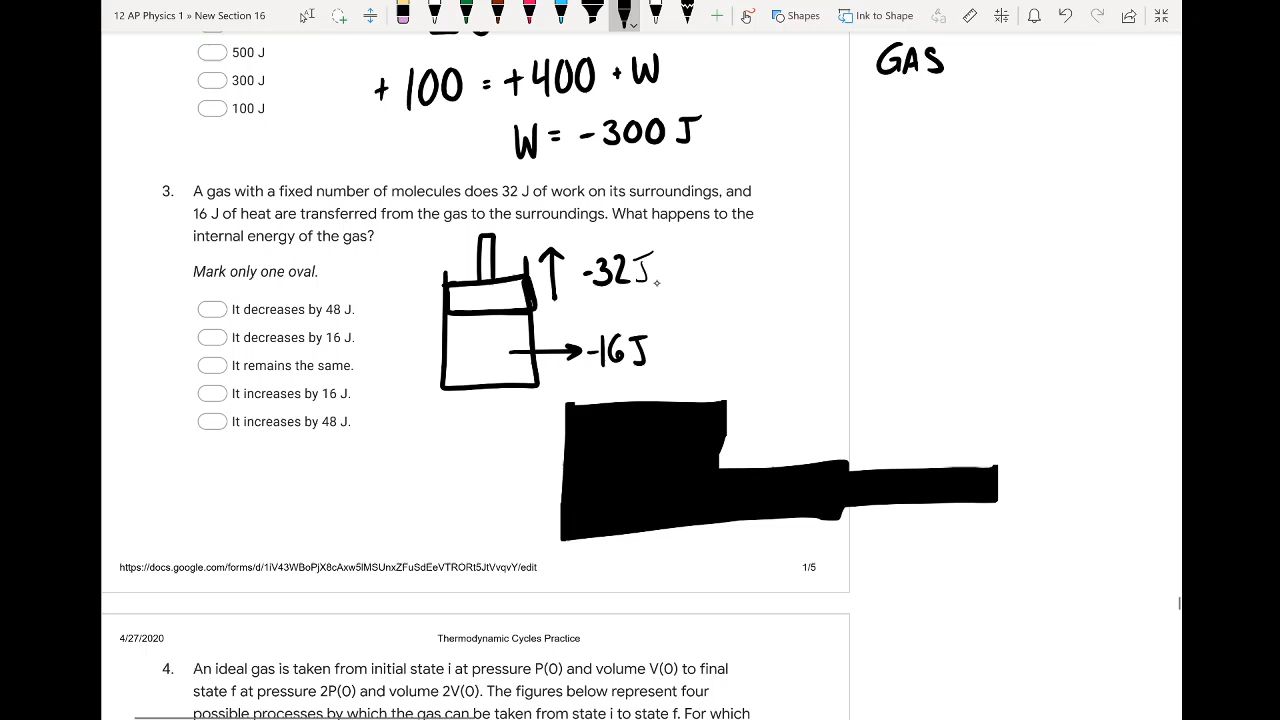 12 AP Physics 1 » New Section 16
Shapes
Ink to Shape
500 J
300 J
100 J
+ 100 = +400 + W
W = -300 J
GAS
3. A gas with a fixed number of molecules does 32 J of work on its surroundings, and
16 J of heat are transferred from the gas to the surroundings. What happens to the
internal energy of the gas?
Mark only one oval.
-32J
-16J
It decreases by 48 J.
It decreases by 16 J.
It remains the same.
It increases by 16 J.
It increases by 48 J.
https://docs.google.com/forms/d/1iV43WBoPjX8cAxw5lMSUnxZFuSdEeVTRORt5JtVvqvY/edit
1/5
4/27/2020
Thermodynamic Cycles Practice
4. An ideal gas is taken from initial state i at pressure P(0) and volume V(0) to final
state f at pressure 2P(0) and volume 2V(0). The figures below represent four
possible processes by which the gas can be taken from state i to state f. For which